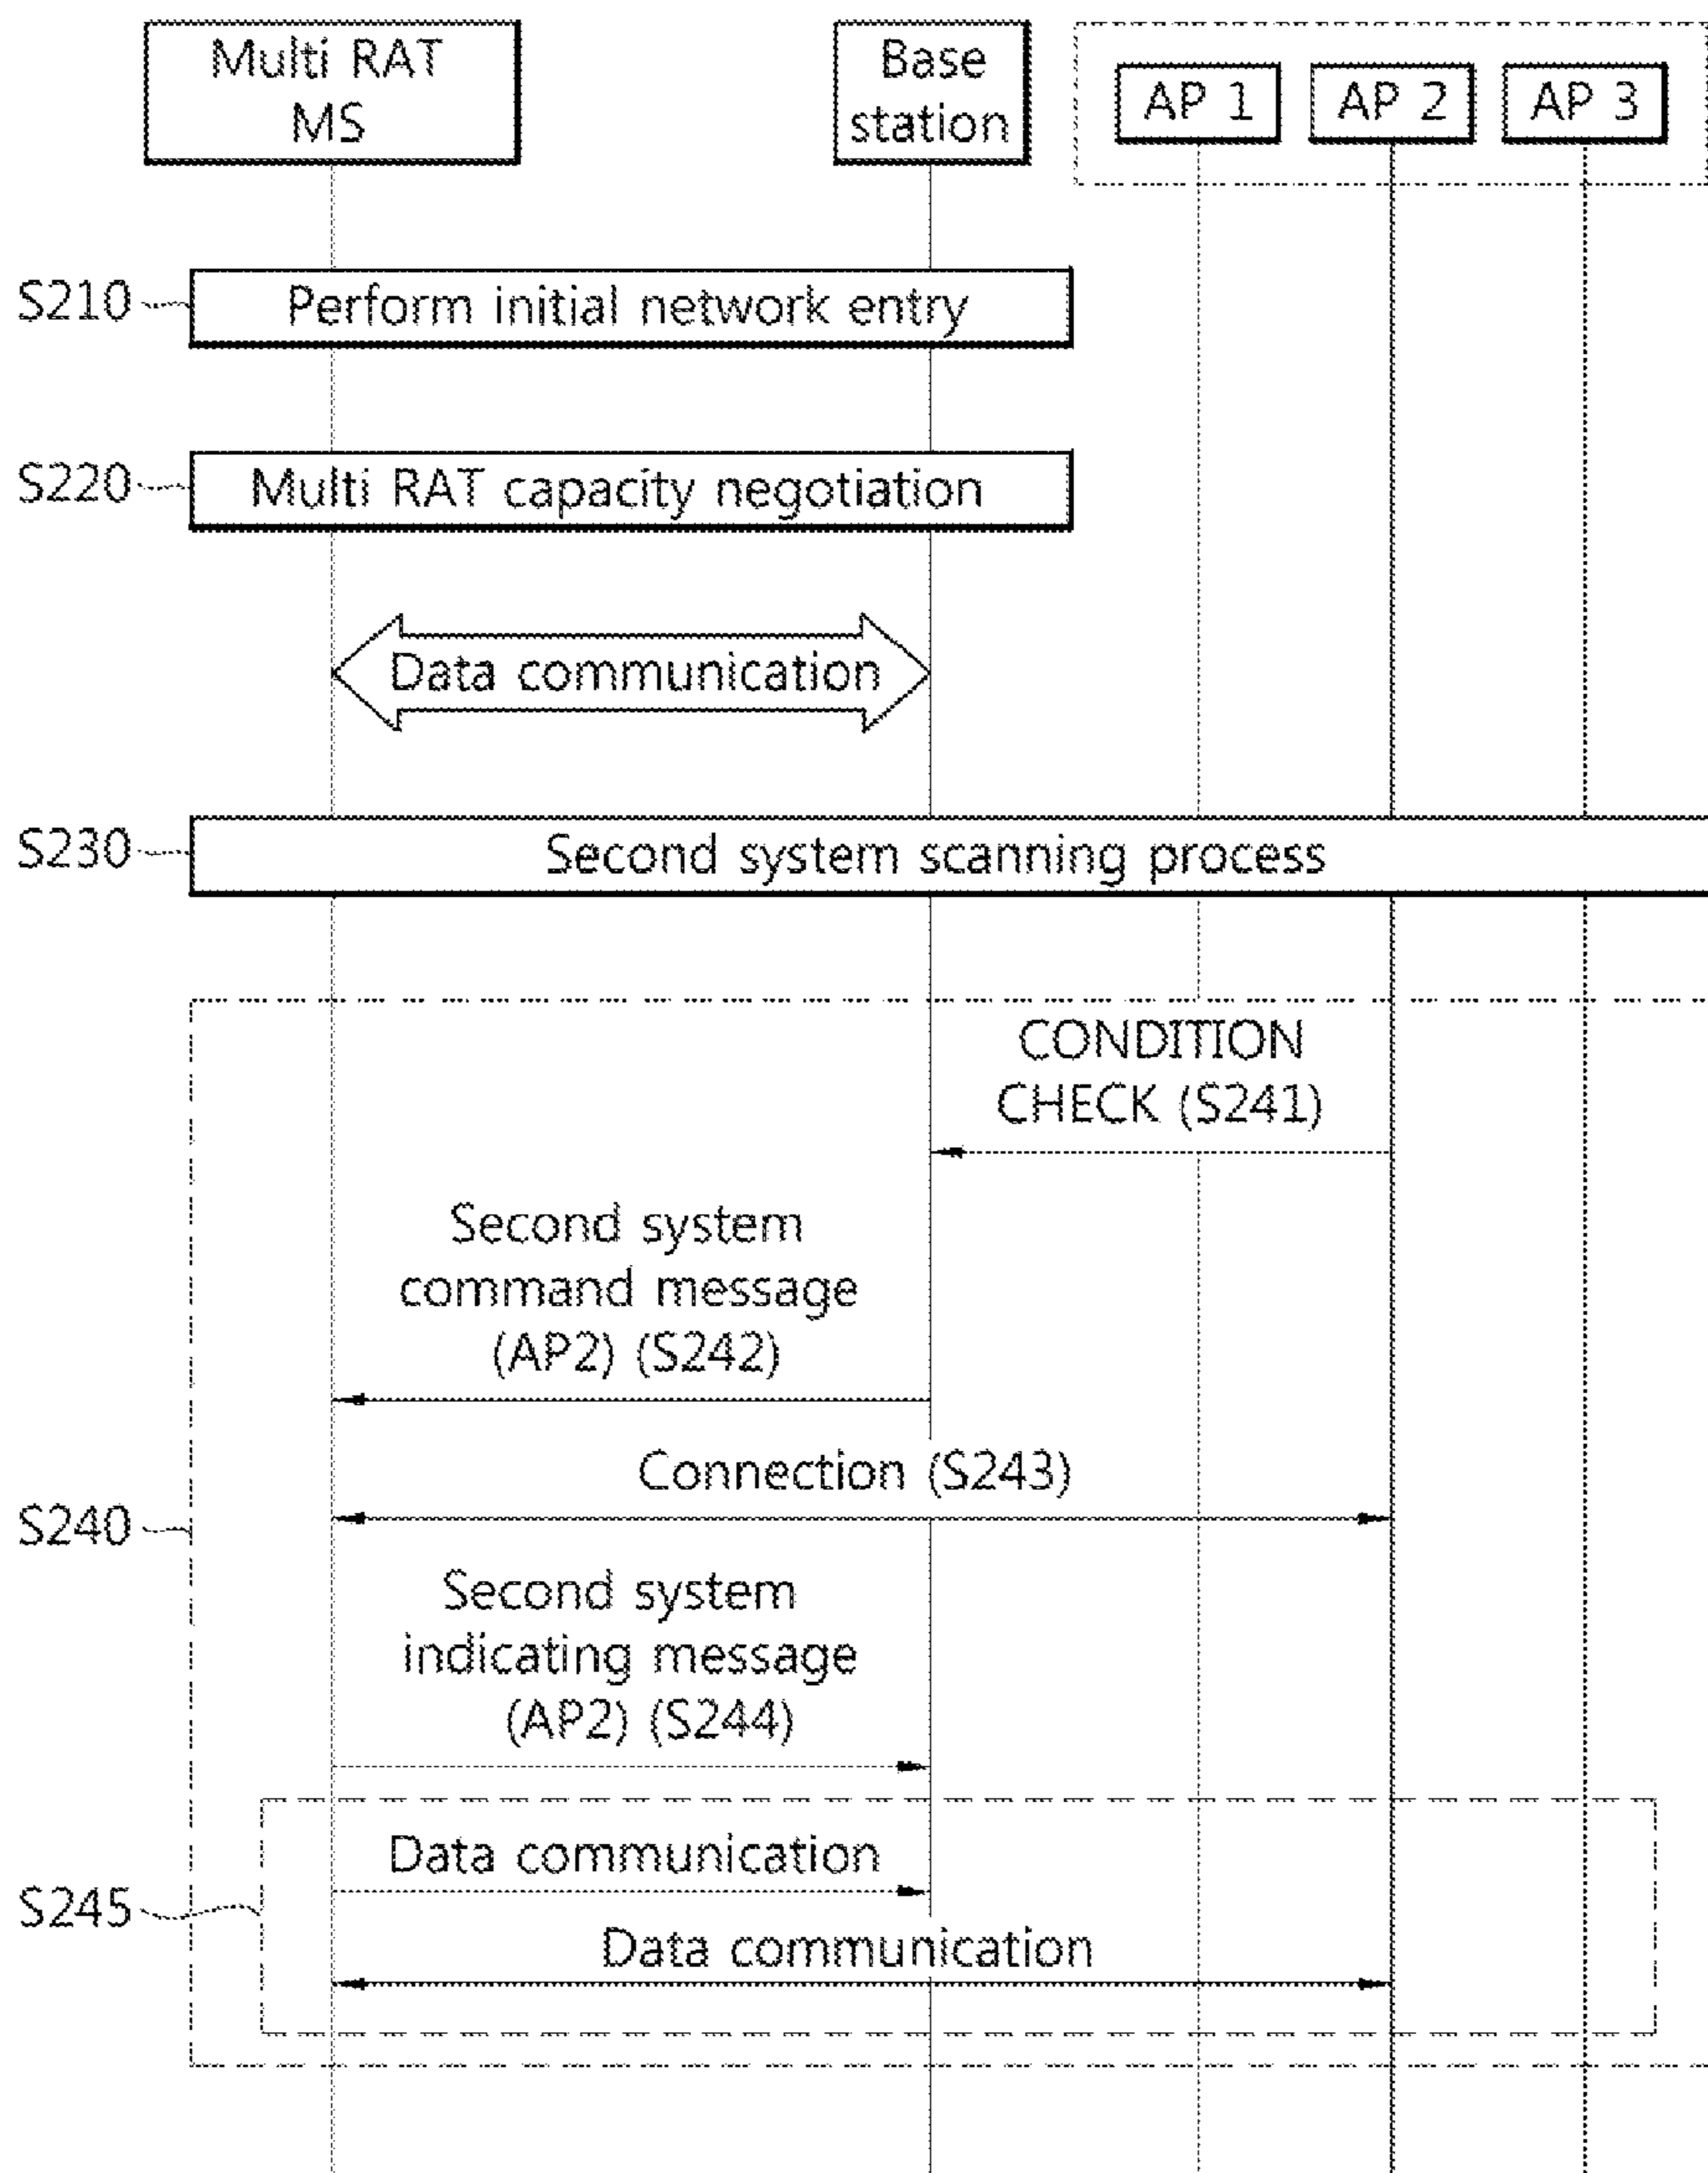 Multi RAT
MS
Base
station
AP 1
AP 2
AP 3
S210
Perform initial network entry
S220
Multi RAT capacity negotiation
Data communication
S230
Second system scanning process
CONDITION
CHECK (S241)
Second system
command message
(AP2) (S242)
Connection (S243)
S240
Second system
indicating message
(AP2) (S244)
Data communication
S245
Data communication